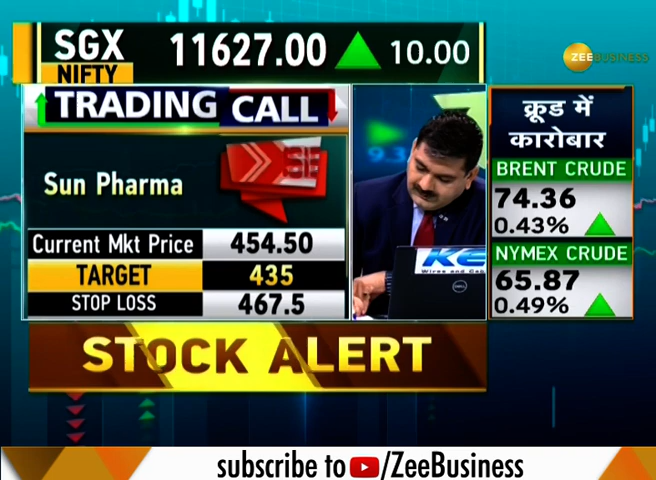 SGX
NIFTY
11627.00
10.00
ZEEBUSINESS
TRADING CALL
Sun Pharma
Current Mkt Price 454.50
TARGET 435
STOP LOSS 467.5
क्रूड में
कारोबार
BRENT CRUDE
74.36
0.43%
NYMEX CRUDE
65.87
0.49%
DELL
STOCK ALERT
subscribe to /ZeeBusiness